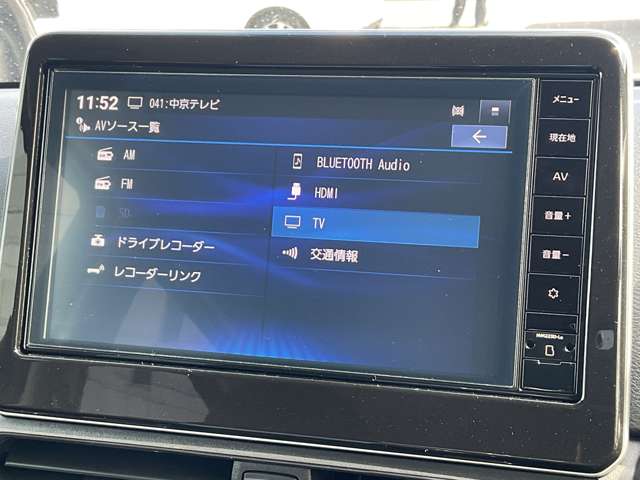 11:52 041:中京テレビ
AVソース一覧
AM
FM
SD
ドライブレコーダー
レコーダーリンク
BLUETOOTH Audio
HDMI
TV
交通情報
メニュー
現在地
AV
音量+
音量-